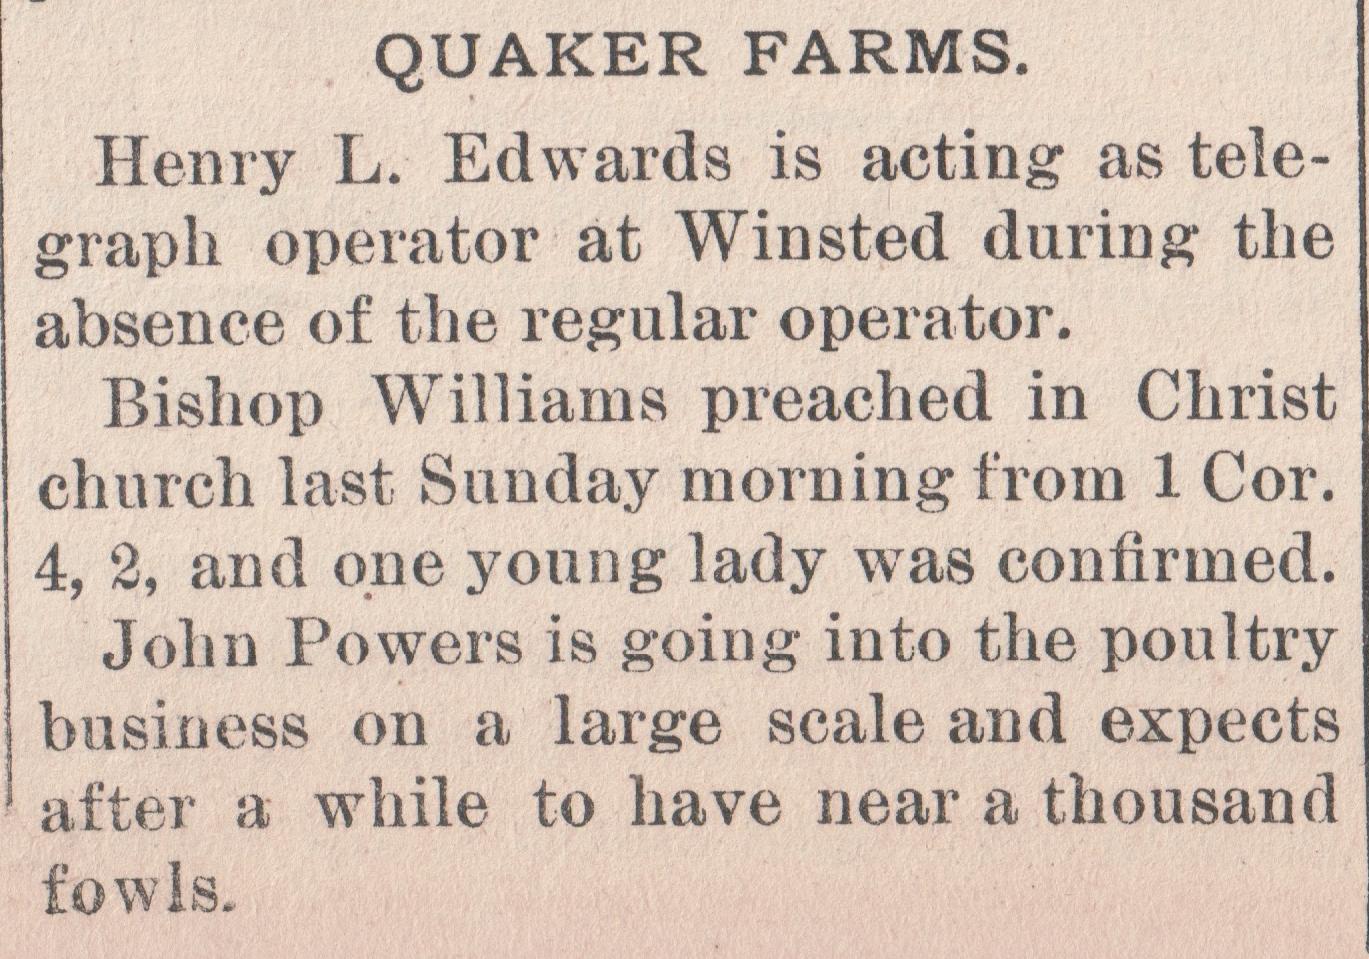 QUAKER FARMS.
Henry L. Edwards is acting as tele-
graph operator at Winsted during the
absence of the regular operator.
Bishop Williams preached in Christ
church last Sunday morning from 1 Cor.
4, 2, and one young lady was confirmed.
John Powers is going into the poultry
business on a large scale and expects
after a while to have near a thousand
fowls.